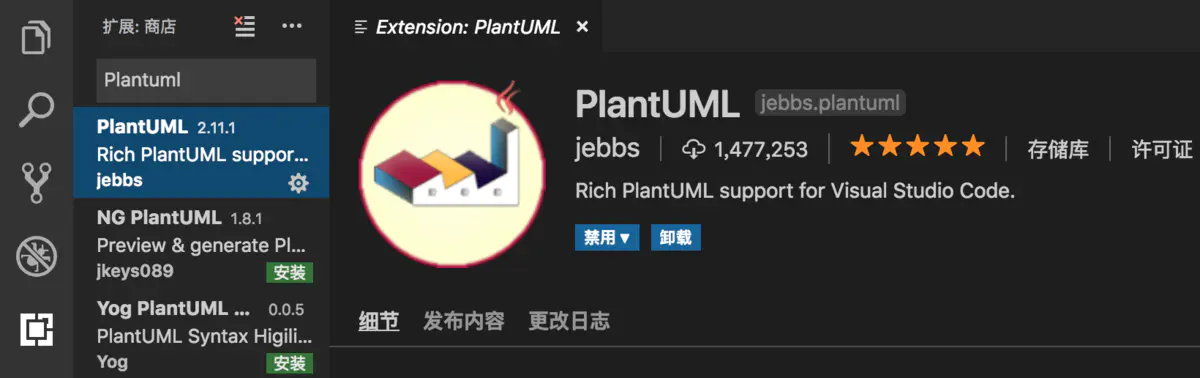 扩展: 商店
Plantuml
PlantUML 2.11.1
Rich PlantUML suppor...
jebbs
NG PlantUML 1.8.1
Preview & generate Pl...
jkeys089 安装
Yog PlantUML ... 0.0.5
PlantUML Syntax Higili...
Yog 安装
Extension: PlantUML
PlantUML jebbs.plantuml
jebbs 1,477,253 存储库 许可证
Rich PlantUML support for Visual Studio Code.
禁用 卸载
细节 发布内容 更改日志